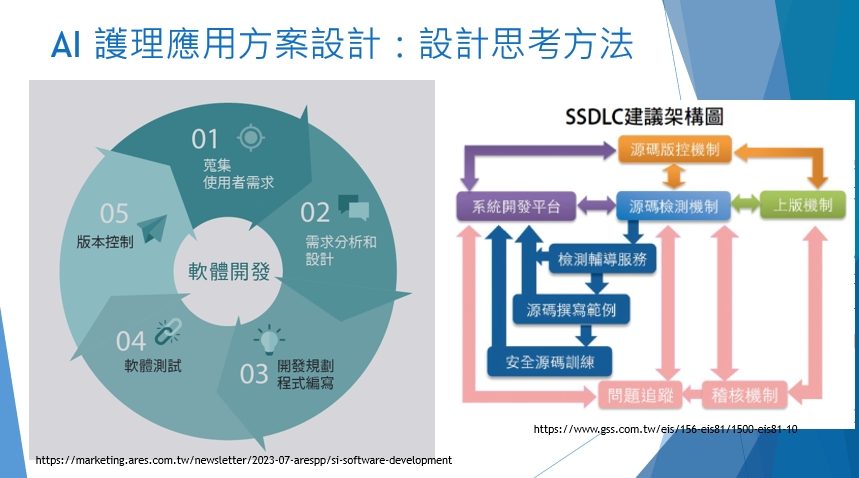 AI 護理應用方案設計：設計思考方法
01
蒐集
使用者需求
02
需求分析和
設計
03
開發規劃
程式編寫
04
軟體測試
05
版本控制
軟體開發
https://marketing.ares.com.tw/newsletter/2023-07-arespp/si-software-development
SSDLC建議架構圖
源碼版控機制
系統開發平台
源碼檢測機制
上版機制
檢測輔導服務
源碼撰寫範例
安全源碼訓練
問題追蹤
稽核機制
https://www.gss.com.tw/eis/156-eis81/1500-eis81-10